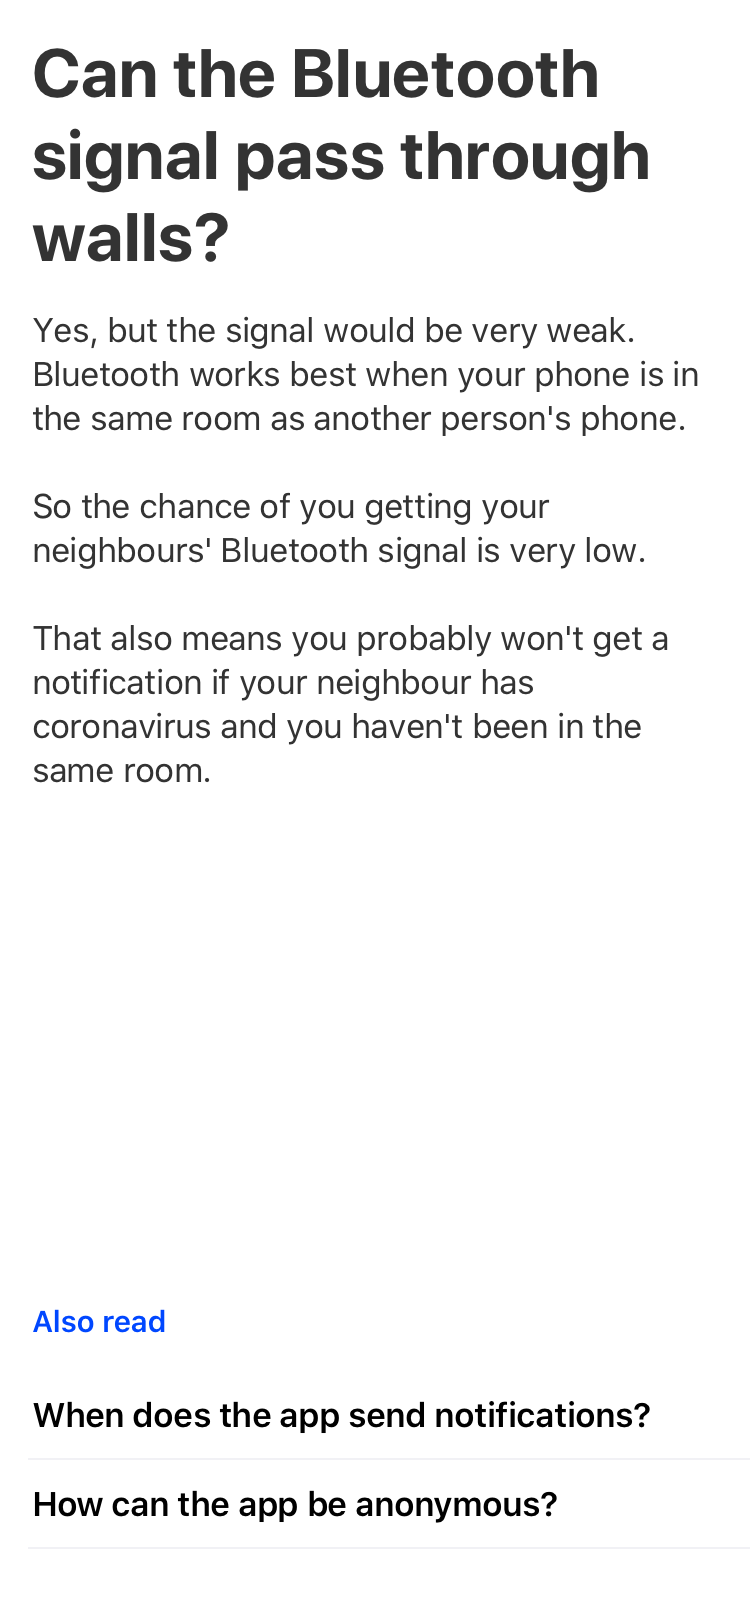 Can the Bluetooth
signal pass through
walls?
Yes, but the signal would be very weak.
Bluetooth works best when your phone is in
the same room as another person's phone.
So the chance of you getting your
neighbours' Bluetooth signal is very low.
That also means you probably won't get a
notification if your neighbour has
coronavirus and you haven't been in the
same room.
Also read
When does the app send notifications?
How can the app be anonymous?